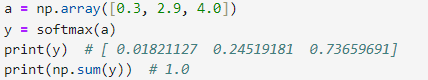 a = np.array([0.3, 2.9, 4.0])
y = softmax(a)
print(y)  # [ 0.01821127  0.24519181  0.73659691]
print(np.sum(y))  # 1.0